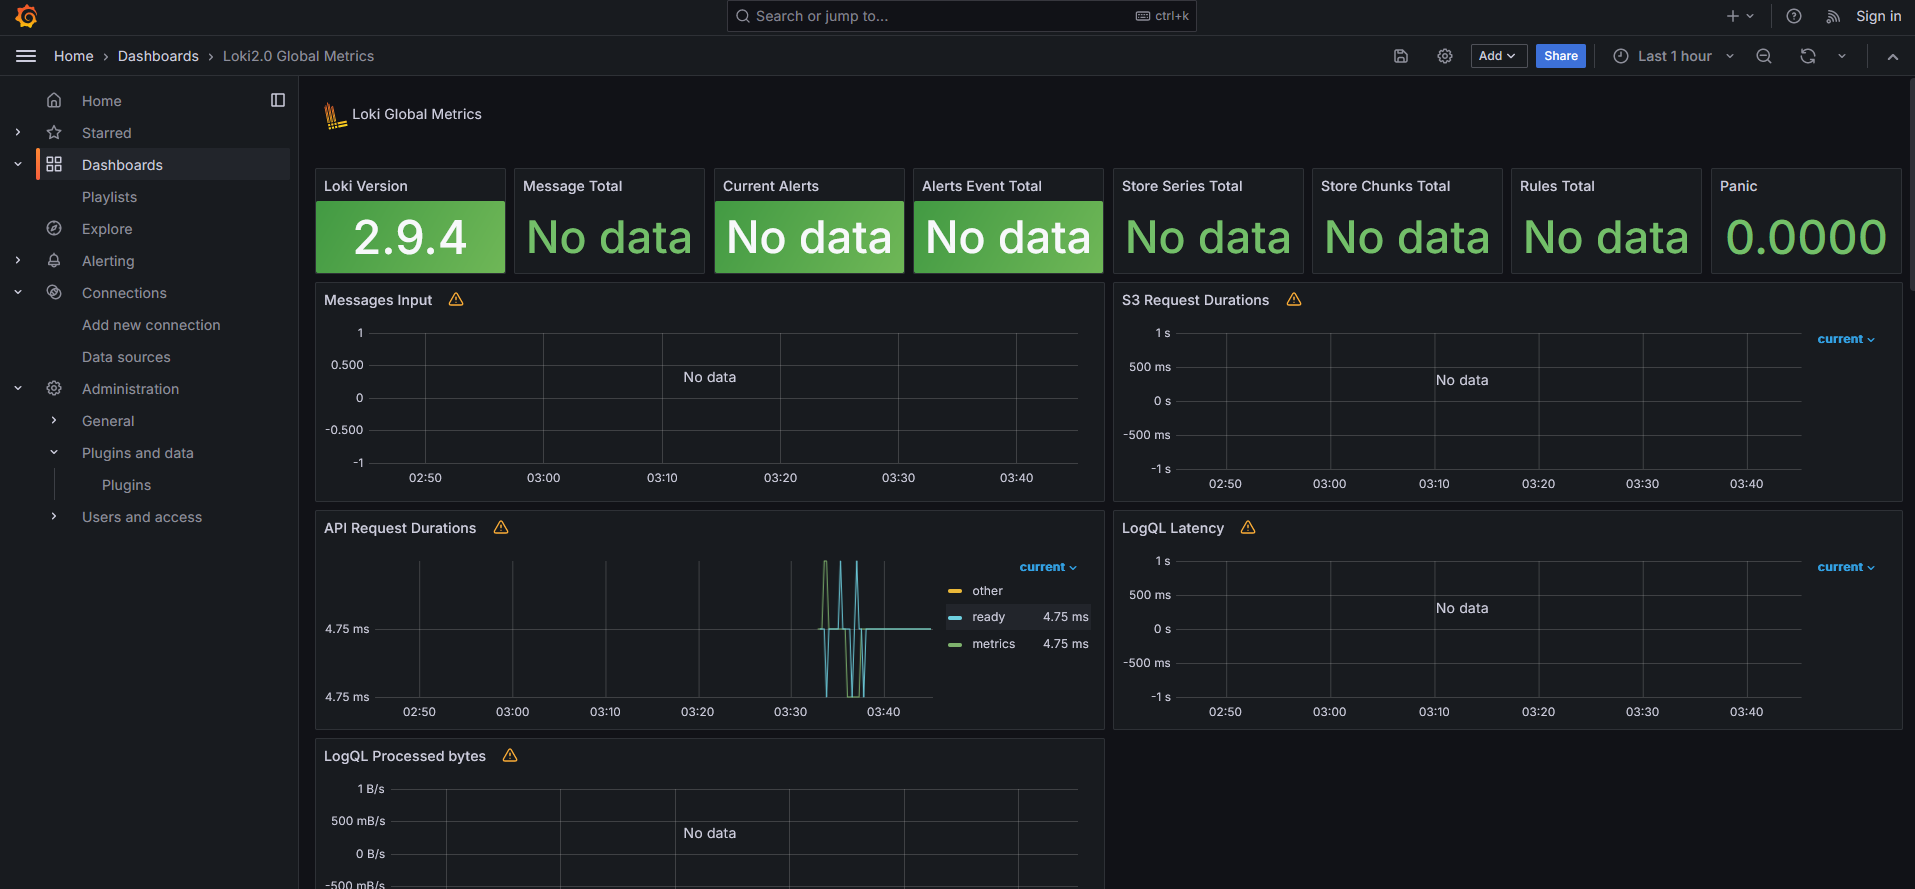 Search or jump to...
ctrl+k
Sign in
Home › Dashboards › Loki2.0 Global Metrics
Add
Share
Last 1 hour
Home
Starred
Dashboards
Playlists
Explore
Alerting
Connections
Add new connection
Data sources
Administration
General
Plugins and data
Plugins
Users and access
Loki Global Metrics
Loki Version
2.9.4
Message Total
No data
Current Alerts
No data
Alerts Event Total
No data
Store Series Total
No data
Store Chunks Total
No data
Rules Total
No data
Panic
0.0000
Messages Input
1
0.500
0
-0.500
-1
No data
02:50 03:00 03:10 03:20 03:30 03:40
S3 Request Durations
1 s
500 ms
0 s
-500 ms
-1 s
No data
02:50 03:00 03:10 03:20 03:30 03:40
current
API Request Durations
4.75 ms
4.75 ms
02:50 03:00 03:10 03:20 03:30 03:40
current
other
ready 4.75 ms
metrics 4.75 ms
LogQL Latency
1 s
500 ms
0 s
-500 ms
-1 s
No data
02:50 03:00 03:10 03:20 03:30 03:40
current
LogQL Processed bytes
1 B/s
500 mB/s
0 B/s
-500 mB/s
No data